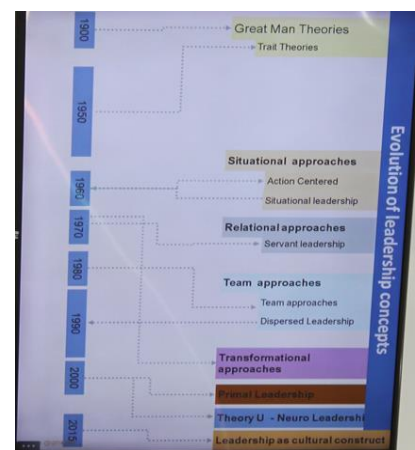 Evolution of leadership concepts
1900
Great Man Theories
Trait Theories
1950
Situational approaches
1960
Action Centered
Situational leadership
1970
Relational approaches
Servant leadership
1980
Team approaches
Team approaches
1990
Dispersed Leadership
Transformational
approaches
2000
Primal Leadership
Theory U - Neuro Leadershi
2015
Leadership as cultural construct